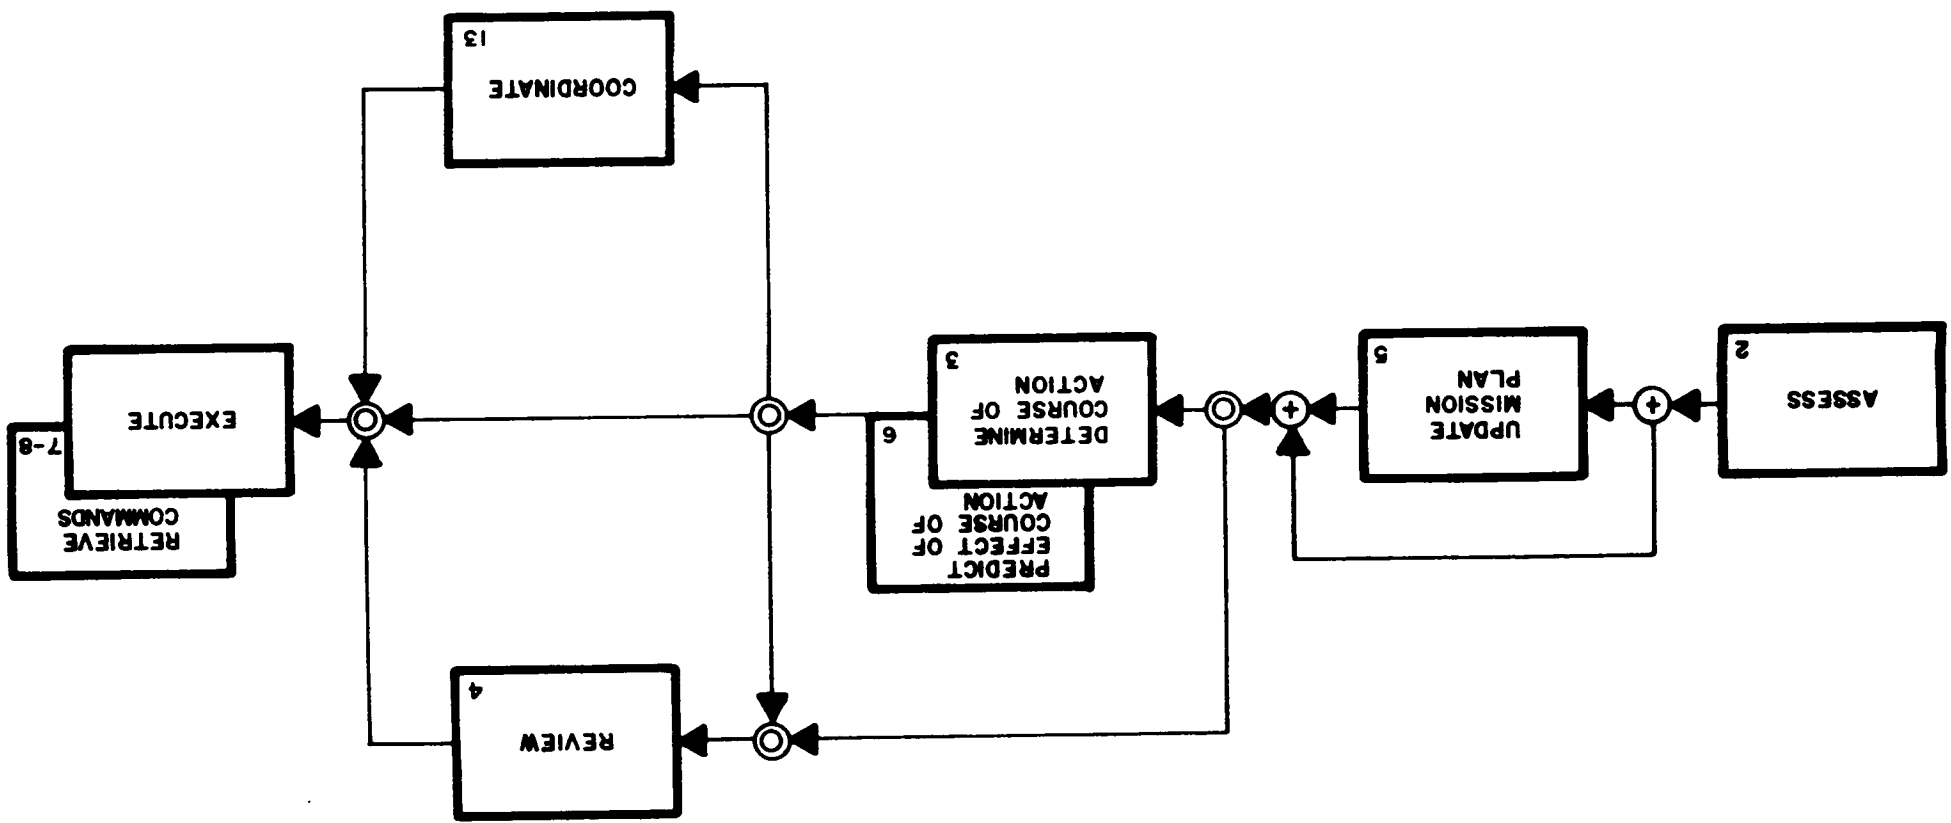 ASSESS
2
UPDATE
MISSION
PLAN
5
+
+
REVIEW
4
PREDICT
EFFECT OF
COURSE OF
ACTION
6
DETERMINE
COURSE OF
ACTION
3
COORDINATE
13
RETRIEVE
COMMANDS
7-8
EXECUTE